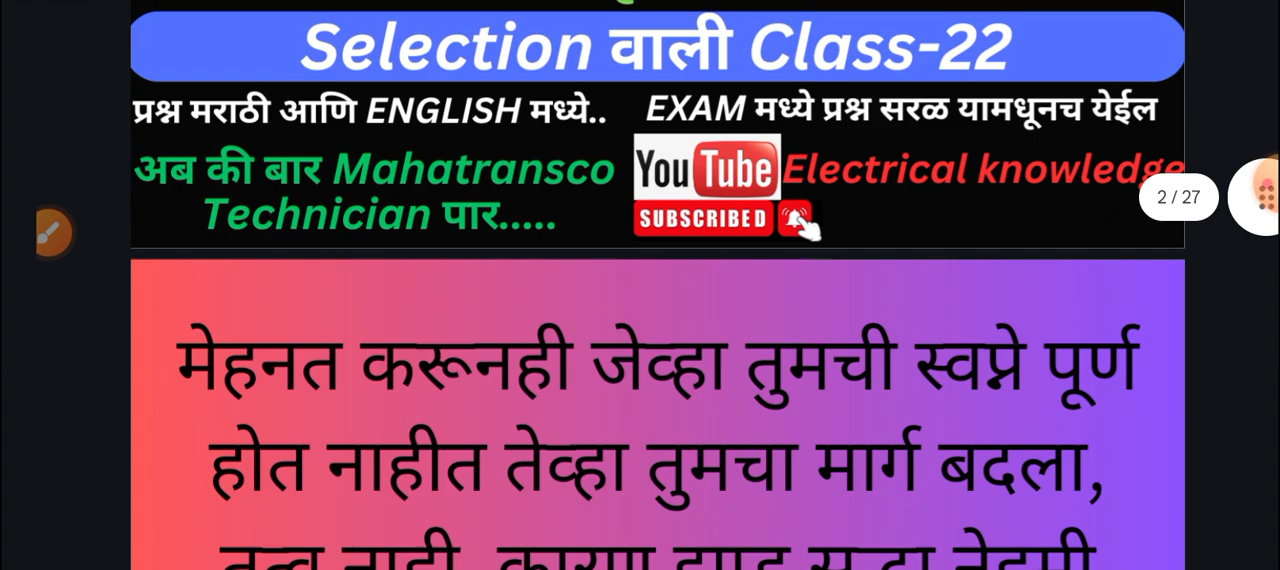 Selection वाली Class-22
प्रश्न मराठी आणि ENGLISH मध्ये..
EXAM मध्ये प्रश्न सरळ यामधूनच येईल
अब की बार Mahatransco
Technician पार.....
YouTube
SUBSCRIBED
Electrical knowledge
2 / 27
मेहनत करूनही जेव्हा तुमची स्वप्ने पूर्ण
होत नाहीत तेव्हा तुमचा मार्ग बदला,